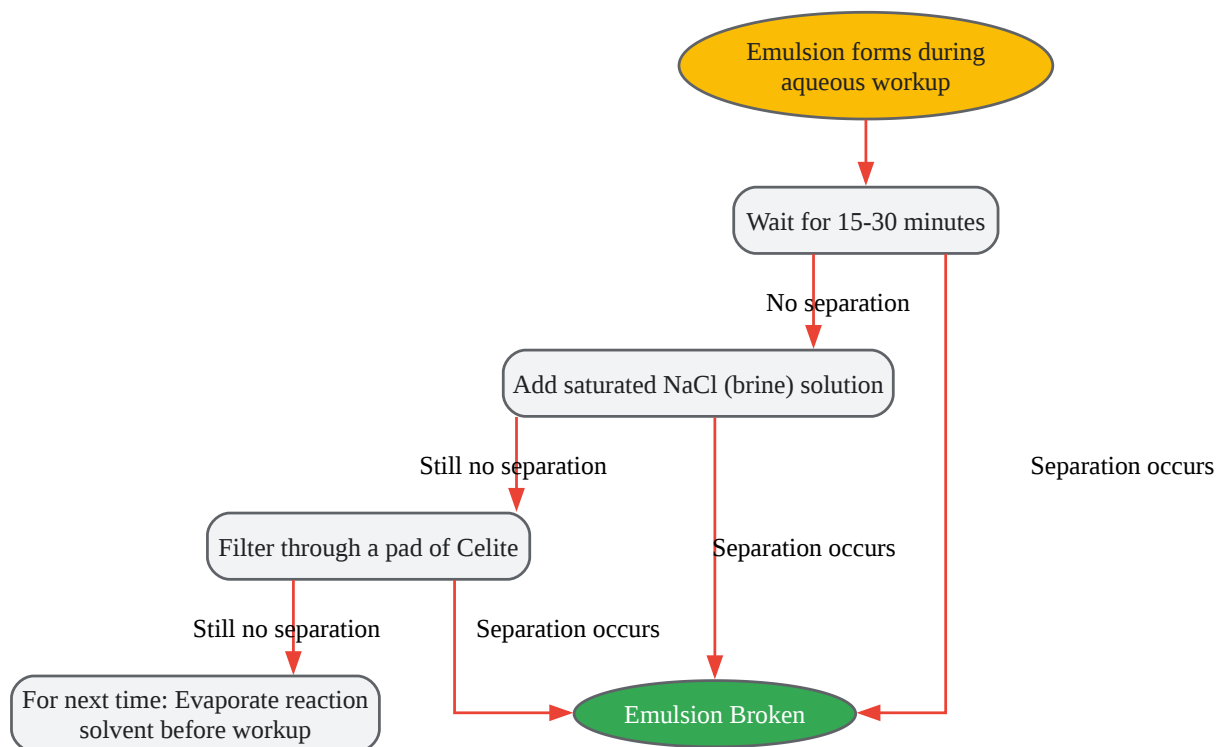 Emulsion forms during
aqueous workup
Wait for 15-30 minutes
No separation
Add saturated NaCl (brine) solution
Still no separation
Separation occurs
Filter through a pad of Celite
Separation occurs
Still no separation
Separation occurs
For next time: Evaporate reaction
solvent before workup
Emulsion Broken